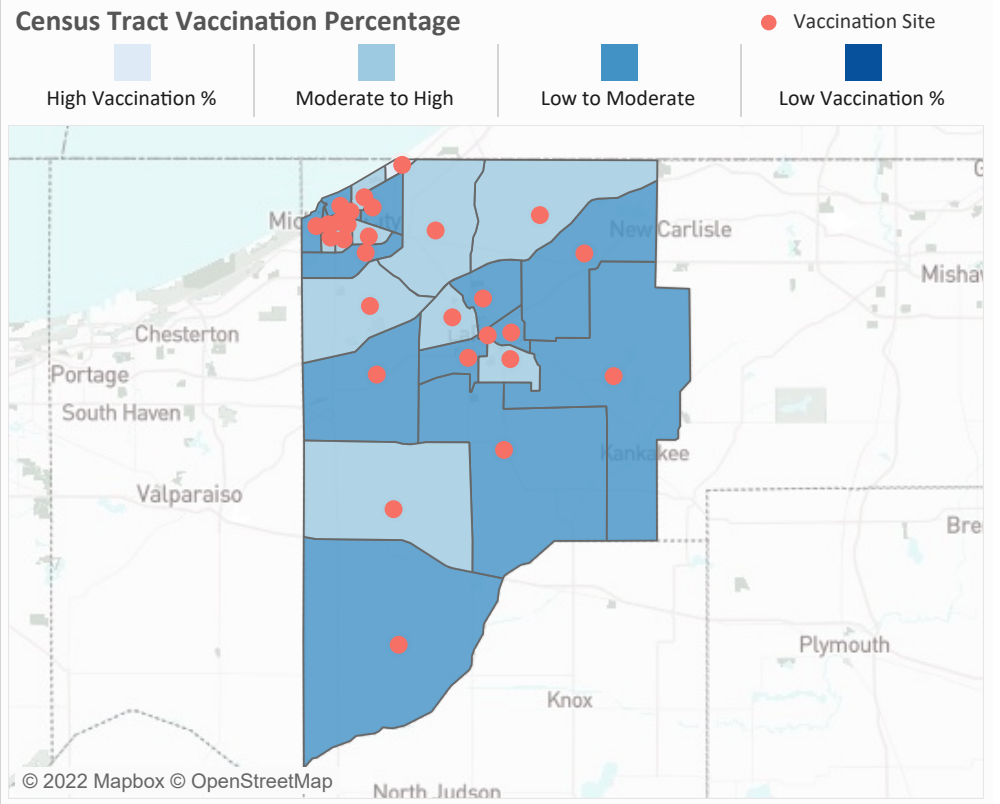 Census Tract Vaccination Percentage
Vaccination Site
High Vaccination %
Moderate to High
Low to Moderate
Low Vaccination %
New Carlisle
Chesterton
Portage
South Haven
Kankakee
Valparaiso
Plymouth
Knox
© 2022 Mapbox © OpenStreetMap
North Judson